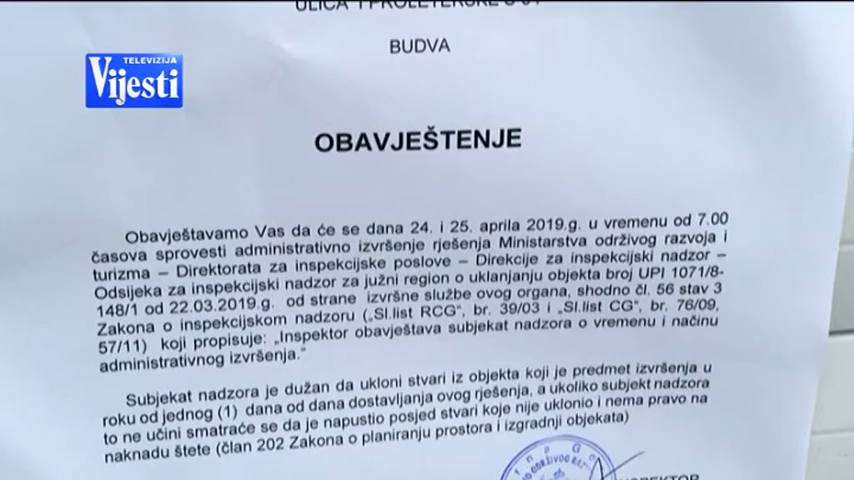 ULICA 1 PROLETERSKE
BUDVA
TELEVIZIJA
Vijesti
OBAVJEŠTENJE
Obavještavamo Vas da će se dana 24. i 25. aprila 2019.g. u vremenu od 7,00
časova sprovesti administrativno izvršenje rješenja Ministarstva održivog razvoja i
turizma – Direktorata za inspekcijske poslove – Direkcije za inspekcijski nadzor –
Odsijeka za inspekcijski nadzor za južni region o uklanjanju objekta broj UPI 1071/8-
148/1 od 22.03.2019.g. od strane izvršne službe ovog organa, shodno čl. 56 stav 3
Zakona o inspekcijskom nadzoru („Sl.list RCG“, br. 39/03 i „Sl.list CG“, br. 76/09,
57/11) koji propisuje: „Inspektor obavještava subjekat nadzora o vremenu i načinu
administrativnog izvršenja.“
Subjekat nadzora je dužan da ukloni stvari iz objekta koji je predmet izvršenja u
roku od jednog (1) dana od dana dostavljanja ovog rješenja, a ukoliko subjekt nadzora
to ne učini smatraće se da je napustio posjed stvari koje nije uklonio i nema pravo na
naknadu štete (član 202 Zakona o planiranju prostora i izgradnji objekata)
INSPEKTOR